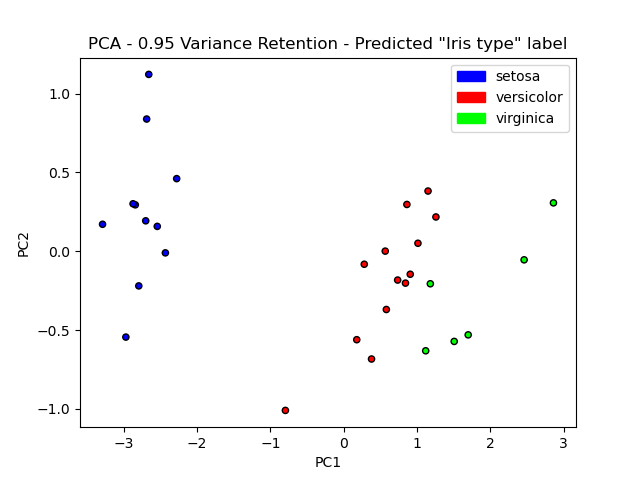 PCA - 0.95 Variance Retention - Predicted "Iris type" label
setosa
versicolor
virginica
1.0
0.5
0.0
−0.5
−1.0
PC2
−3
−2
−1
0
1
2
3
PC1